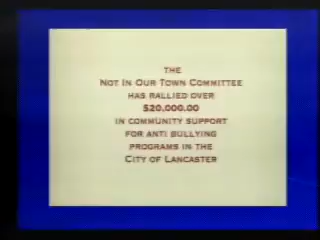 THE
NOT IN OUR TOWN COMMITTEE
HAS RALLIED OVER
$20,000.00
IN COMMUNITY SUPPORT
FOR ANTI BULLYING
PROGRAMS IN THE
CITY OF LANCASTER